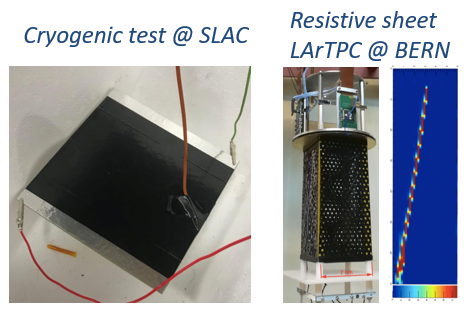 Cryogenic test @ SLAC
Resistive sheet
LArTPC @ BERN